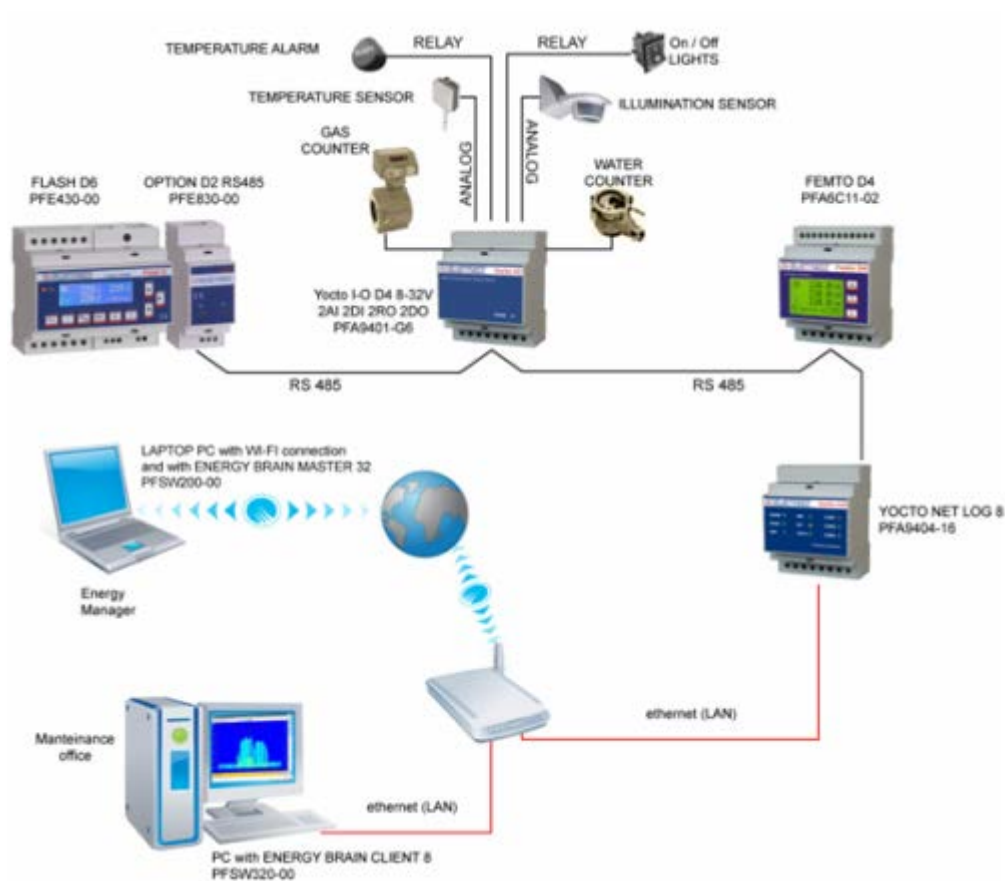 TEMPERATURE ALARM
RELAY
RELAY
On / Off
LIGHTS
TEMPERATURE SENSOR
ILLUMINATION SENSOR
GAS
COUNTER
ANALOG
ANALOG
WATER
COUNTER
FLASH D6
PFE430-00
OPTION D2 RS485
PFE830-00
FEMTO D4
PFA6C11-02
Yocto I-O D4 8-32V
2AI 2DI 2RO 2DO
PFA9401-G6
RS 485
RS 485
LAPTOP PC with WI-FI connection
and with ENERGY BRAIN MASTER 32
PFSW200-00
YOCTO NET LOG 8
PFA9404-16
Energy
Manager
ethernet (LAN)
Manteinance
office
ethernet (LAN)
PC with ENERGY BRAIN CLIENT 8
PFSW320-00